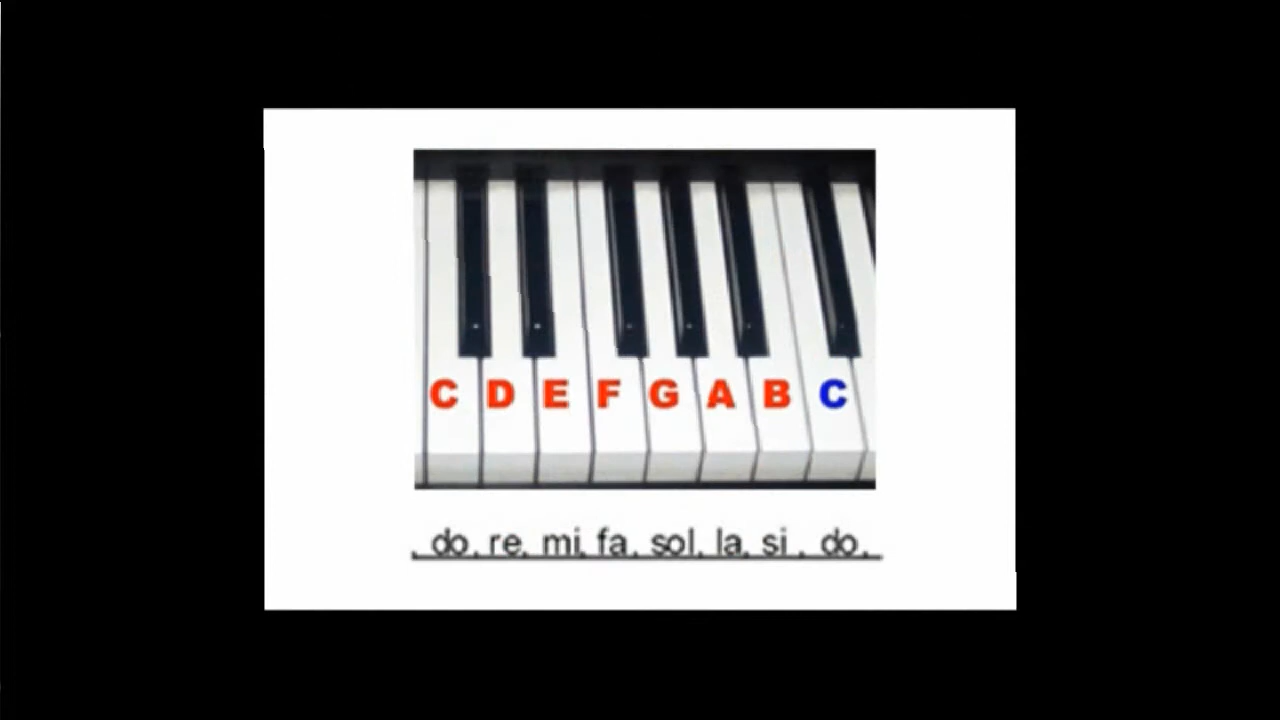 C D E F G A B C
, do, re, mi, fa, sol, la, si , do,